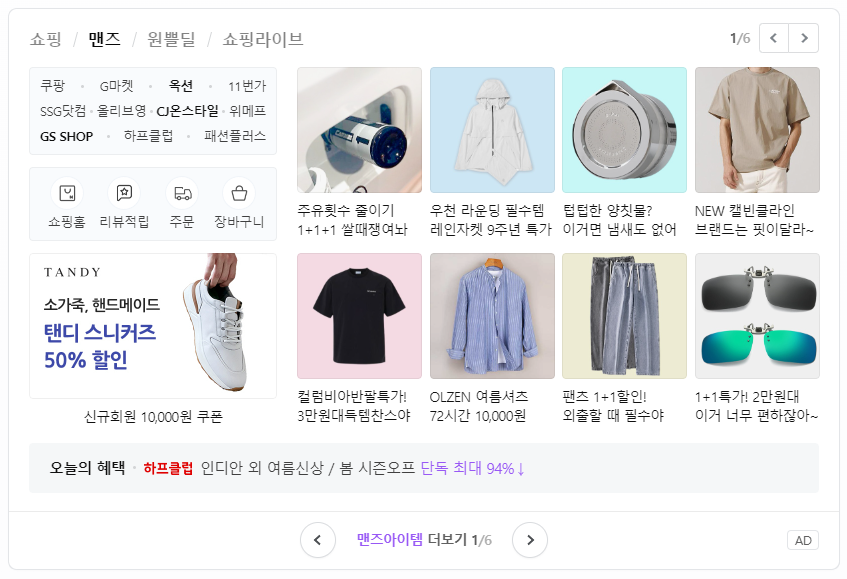 쇼핑 / 맨즈 / 원쁠딜 / 쇼핑라이브
1/6
쿠팡 • G마켓 • 옥션 • 11번가
SSG닷컴 • 올리브영 • CJ온스타일 • 위메프
GS SHOP • 하프클럽 • 패션플러스
쇼핑홈 리뷰적립 주문 장바구니
TANDY
소가죽, 핸드메이드
탠디 스니커즈
50% 할인
신규회원 10,000원 쿠폰
주유횟수 줄이기
1+1+1 쌀때쟁여놔
우천 라운딩 필수템
레인자켓 9주년 특가
텁텁한 양칫물?
이거면 냄새도 없어
NEW 캘빈클라인
브랜드는 핏이달라~
컬럼비아반팔특가!
3만원대득템찬스야
OLZEN 여름셔츠
72시간 10,000원
팬츠 1+1할인!
외출할 때 필수야
1+1특가! 2만원대
이거 너무 편하잖아~
오늘의 혜택 • 하프클럽 인디안 외 여름신상 / 봄 시즌오프 단독 최대 94%↓
맨즈아이템 더보기 1/6
AD